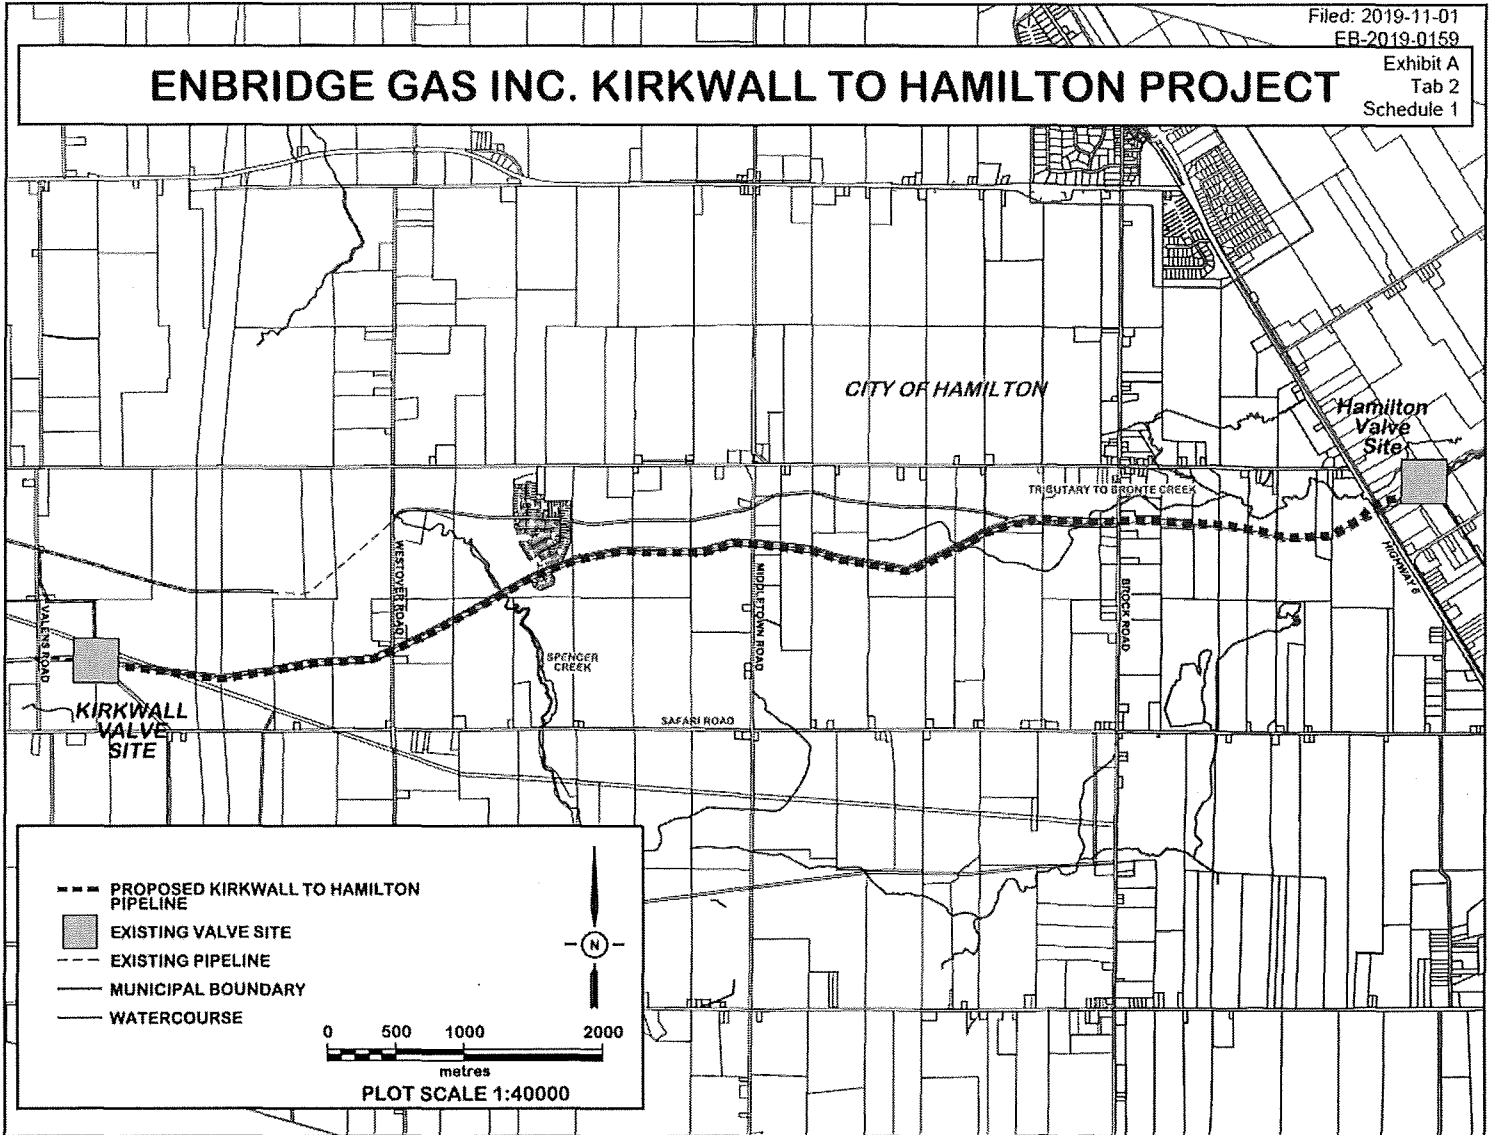 Filed: 2019-11-01
EB-2019-0159
Exhibit A
Tab 2
Schedule 1
ENBRIDGE GAS INC. KIRKWALL TO HAMILTON PROJECT
CITY OF HAMILTON
Hamilton
Valve
Site
TRIBUTARY TO BRONTE CREEK
HIGHWAY 6
WESTOVER ROAD
MIDDLETOWN ROAD
BROCK ROAD
VALENS ROAD
SPENCER
CREEK
SAFARI ROAD
KIRKWALL
VALVE
SITE
PROPOSED KIRKWALL TO HAMILTON
PIPELINE
EXISTING VALVE SITE
EXISTING PIPELINE
MUNICIPAL BOUNDARY
WATERCOURSE
N
0 500 1000 2000
metres
PLOT SCALE 1:40000